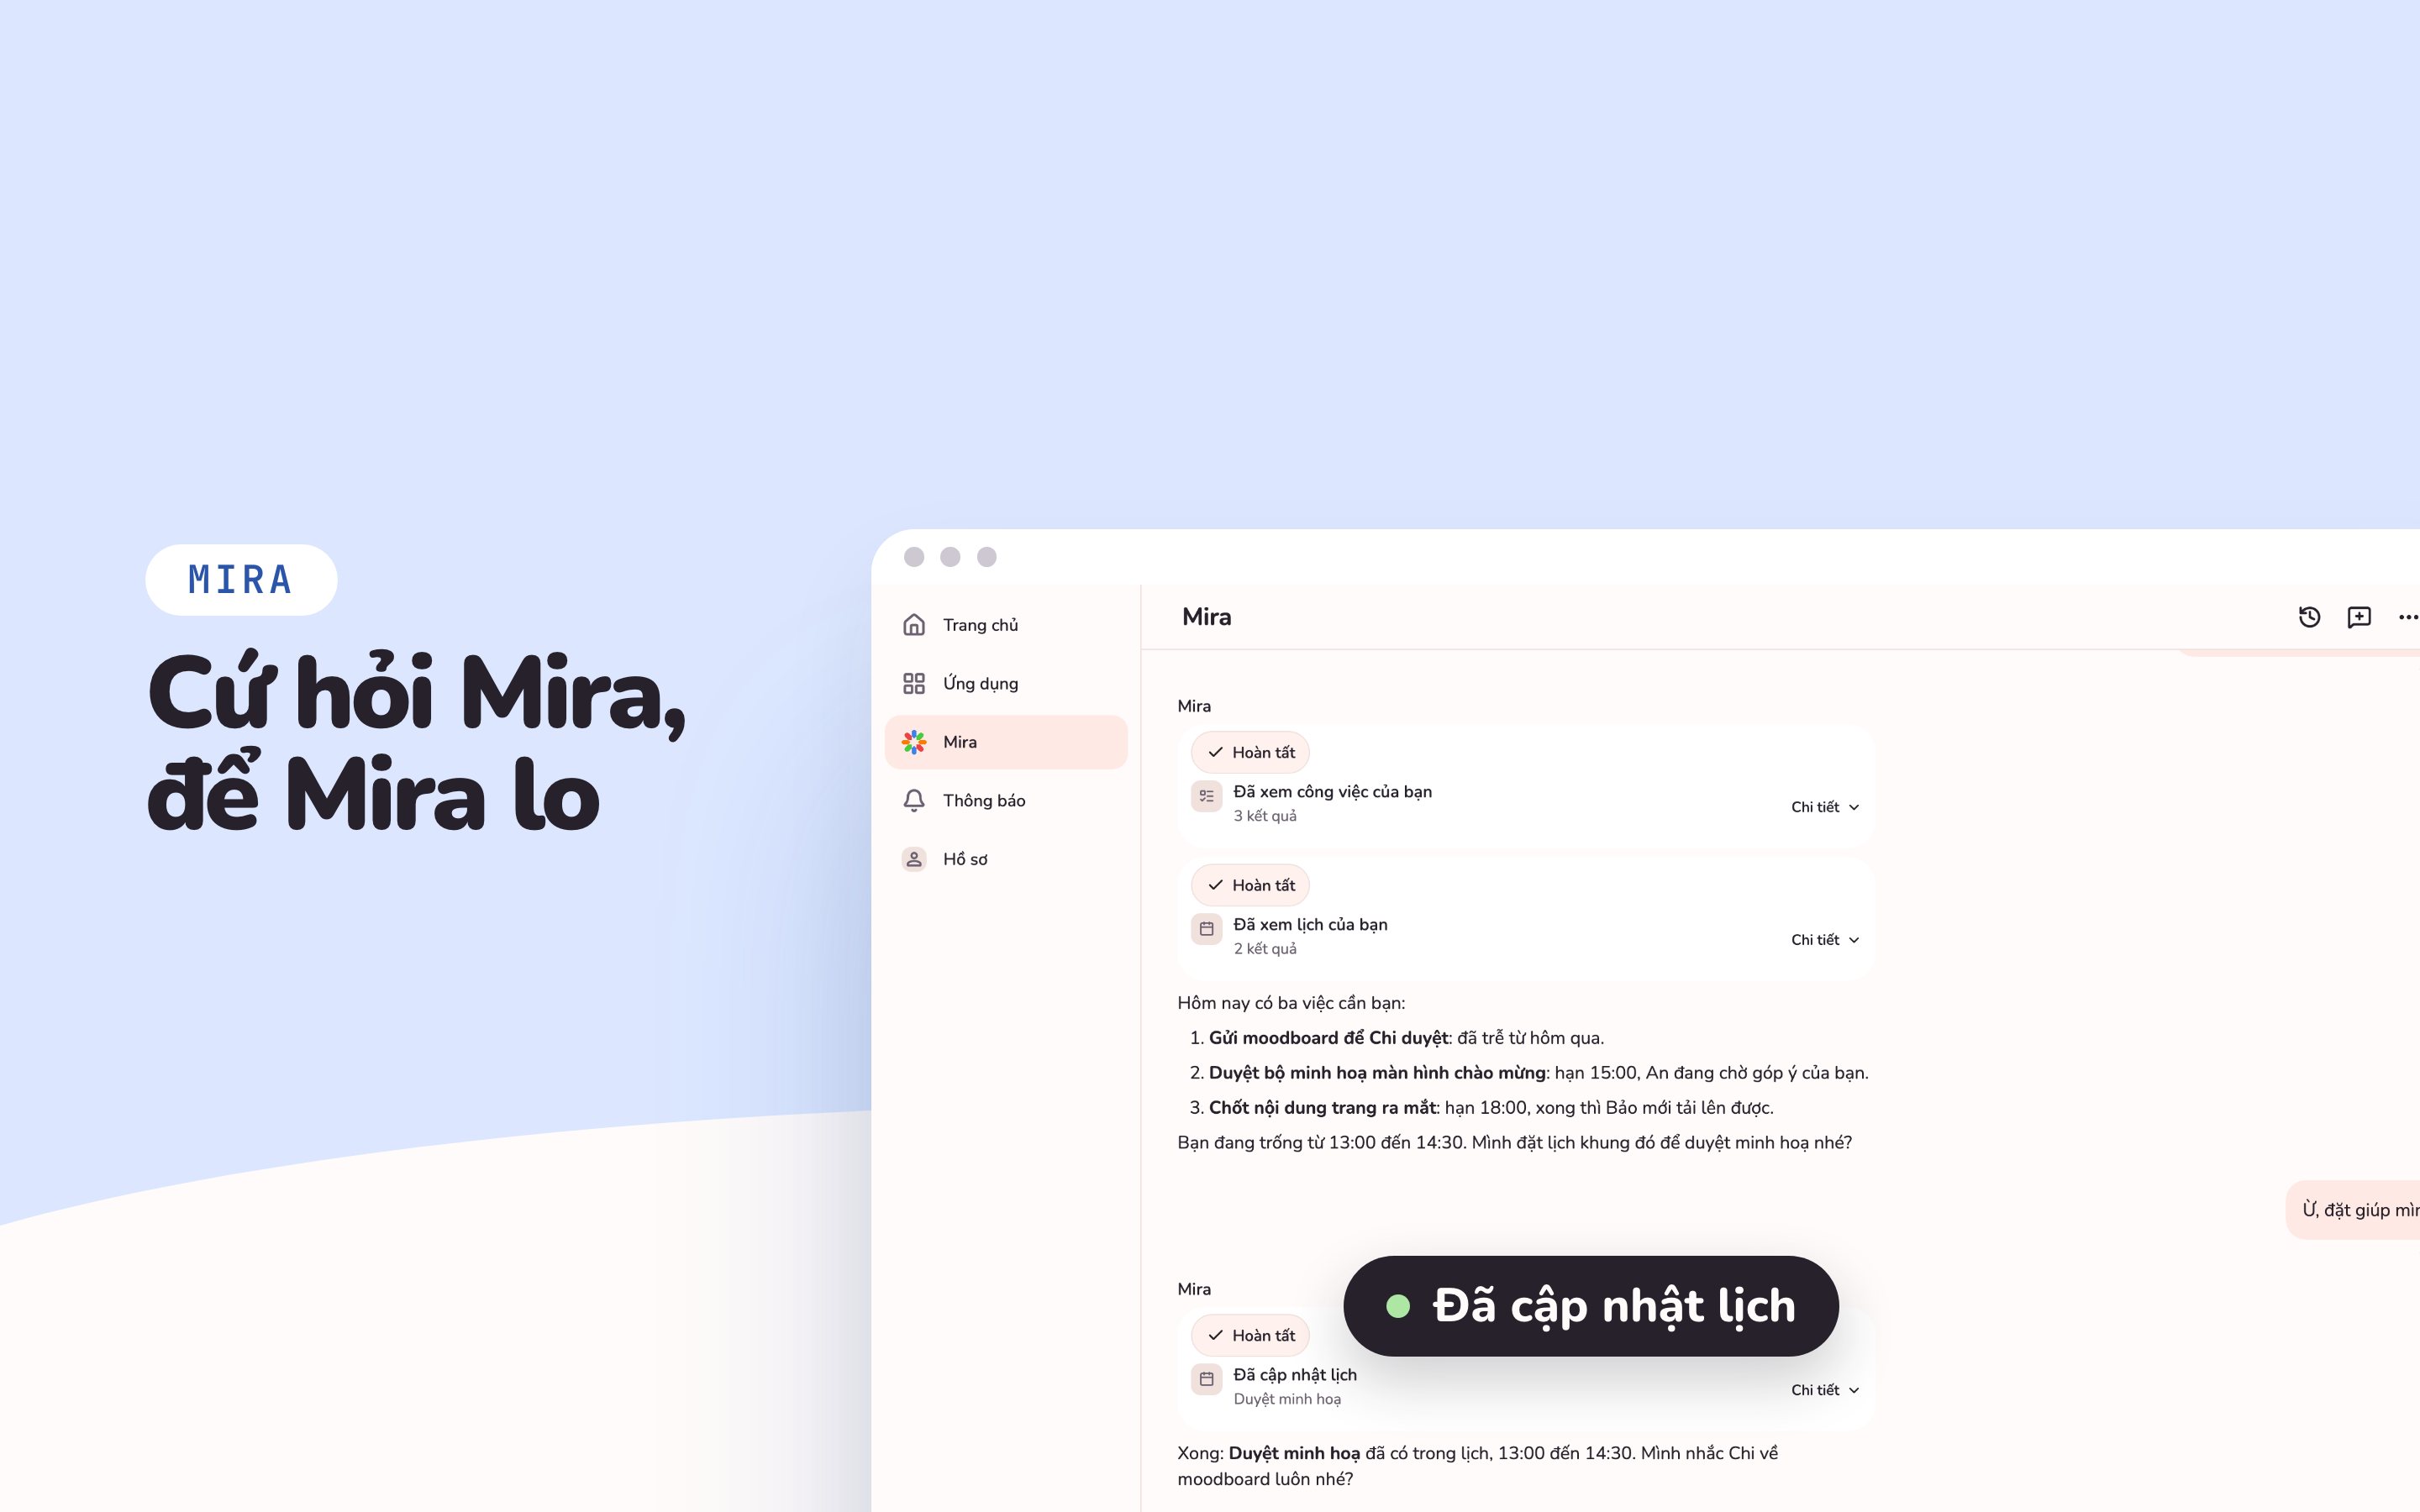 MIRA
Cứ hỏi Mira,
để Mira lo
Trang chủ
Ứng dụng
Mira
Thông báo
Hồ sơ
Mira
Mira
Hoàn tất
Đã xem công việc của bạn
3 kết quả
Chi tiết
Hoàn tất
Đã xem lịch của bạn
2 kết quả
Chi tiết
Hôm nay có ba việc cần bạn:
1. Gửi moodboard để Chi duyệt: đã trễ từ hôm qua.
2. Duyệt bộ minh hoạ màn hình chào mừng: hạn 15:00, An đang chờ góp ý của bạn.
3. Chốt nội dung trang ra mắt: hạn 18:00, xong thì Bảo mới tải lên được.
Bạn đang trống từ 13:00 đến 14:30. Mình đặt lịch khung đó để duyệt minh hoạ nhé?
Ừ, đặt giúp
Đã cập nhật lịch
Mira
Hoàn tất
Đã cập nhật lịch
Duyệt minh hoạ
Chi tiết
Xong: Duyệt minh hoạ đã có trong lịch, 13:00 đến 14:30. Mình nhắc Chi về
moodboard luôn nhé?